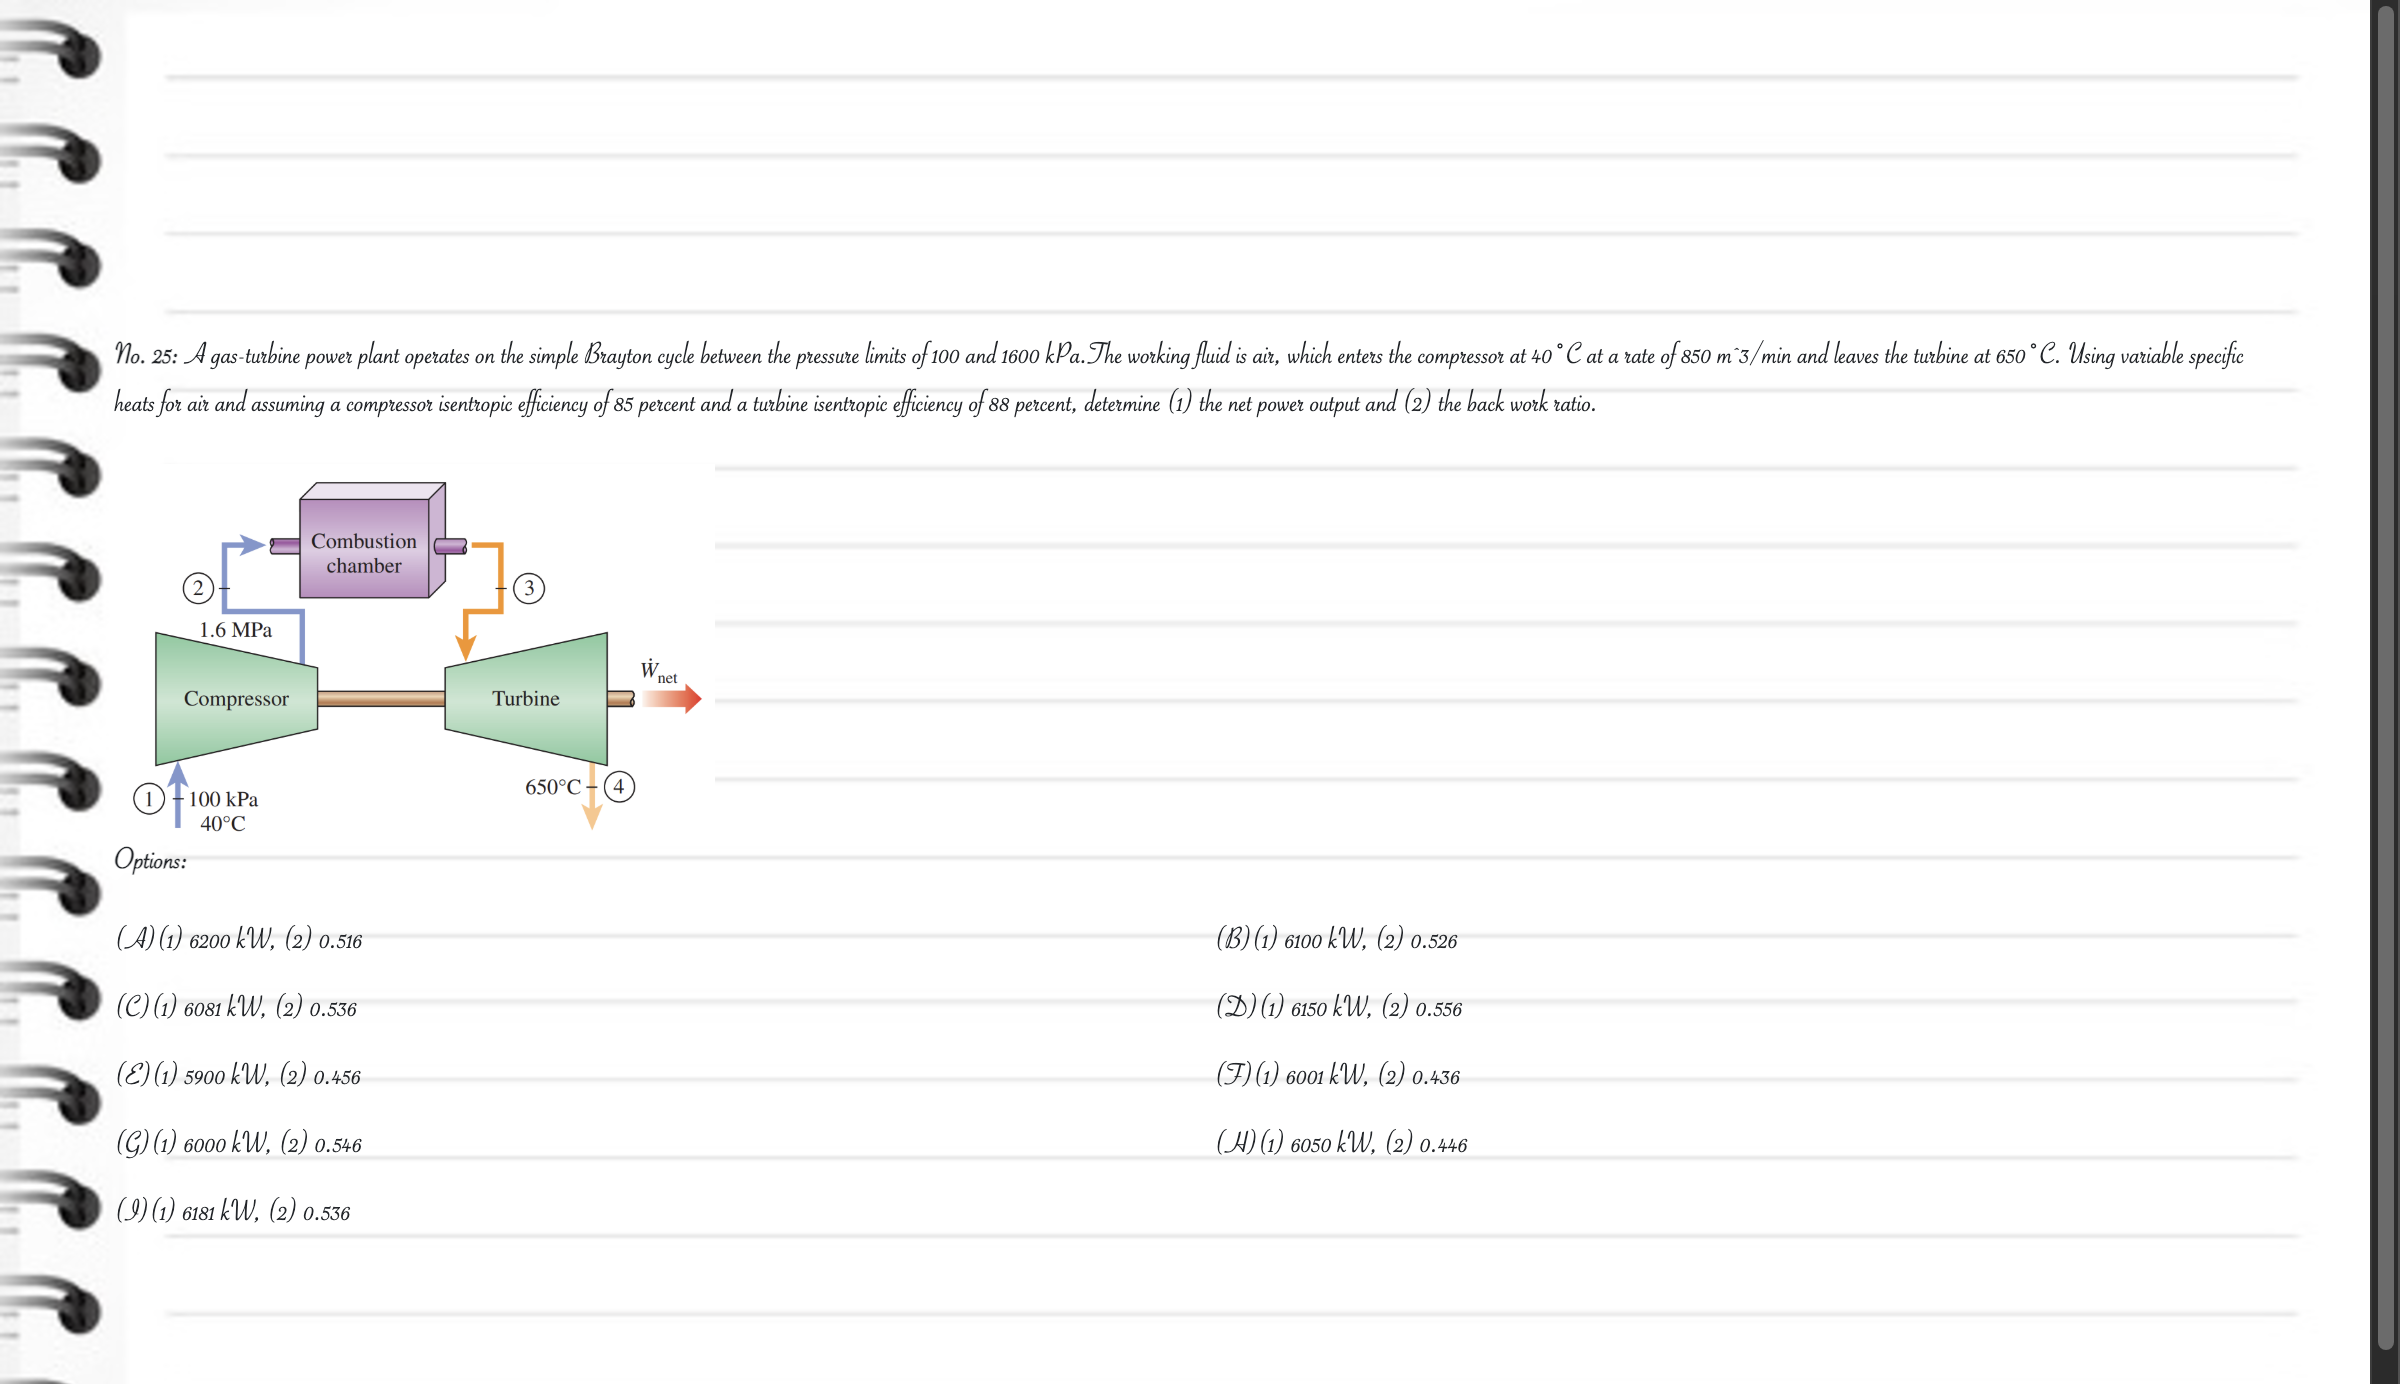 No. 25: A gas-turbine power plant operates on the simple Brayton cycle between the pressure limits of 100 and 1600 kPa.The working fluid is air, which enters the compressor at 40˚C at a rate of 850 m^3/min and leaves the turbine at 650˚C. Using variable specific
heats for air and assuming a compressor isentropic efficiency of 85 percent and a turbine isentropic efficiency of 88 percent, determine (1) the net power output and (2) the back work ratio.
Combustion
chamber
2
3
1.6 MPa
Ẇnet
Compressor
Turbine
650°C
4
1
100 kPa
40°C
Options:
(A) (1) 6200 kW, (2) 0.516
(B) (1) 6100 kW, (2) 0.526
(C) (1) 6081 kW, (2) 0.536
(D) (1) 6150 kW, (2) 0.556
(E) (1) 5900 kW, (2) 0.456
(F) (1) 6001 kW, (2) 0.436
(G) (1) 6000 kW, (2) 0.546
(H) (1) 6050 kW, (2) 0.446
(I) (1) 6181 kW, (2) 0.536